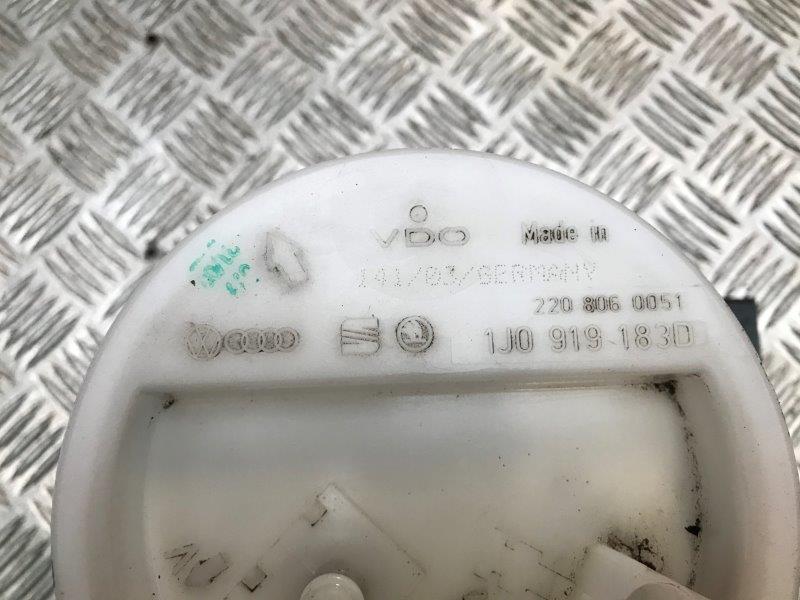 VDO Made in
141/03/GERMANY
220 806 0051
1J0 919 183D